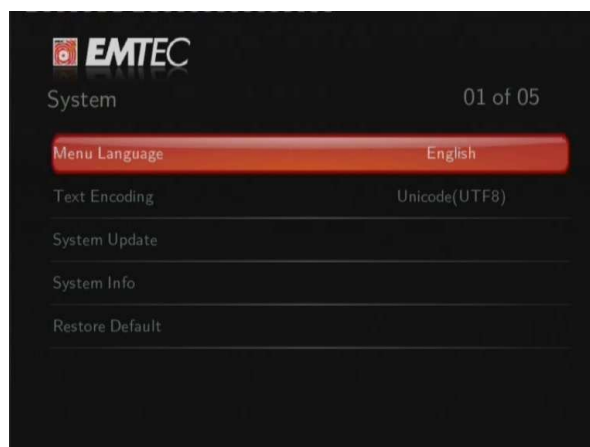 EMTEC
System 01 of 05
Menu Language English
Text Encoding Unicode(UTF8)
System Update
System Info
Restore Default